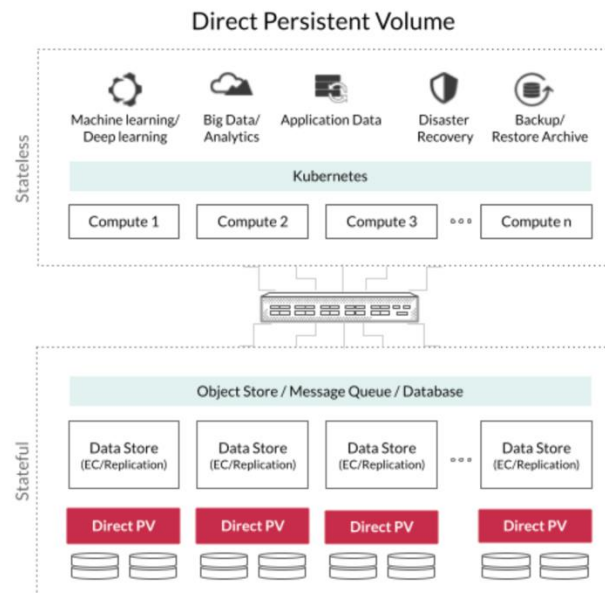 Direct Persistent Volume
Stateless
Machine learning/
Deep learning
Big Data/
Analytics
Application Data
Disaster
Recovery
Backup/
Restore Archive
Kubernetes
Compute 1
Compute 2
Compute 3
Compute n
Stateful
Object Store / Message Queue / Database
Data Store
(EC/Replication)
Data Store
(EC/Replication)
Data Store
(EC/Replication)
Data Store
(EC/Replication)
Direct PV
Direct PV
Direct PV
Direct PV